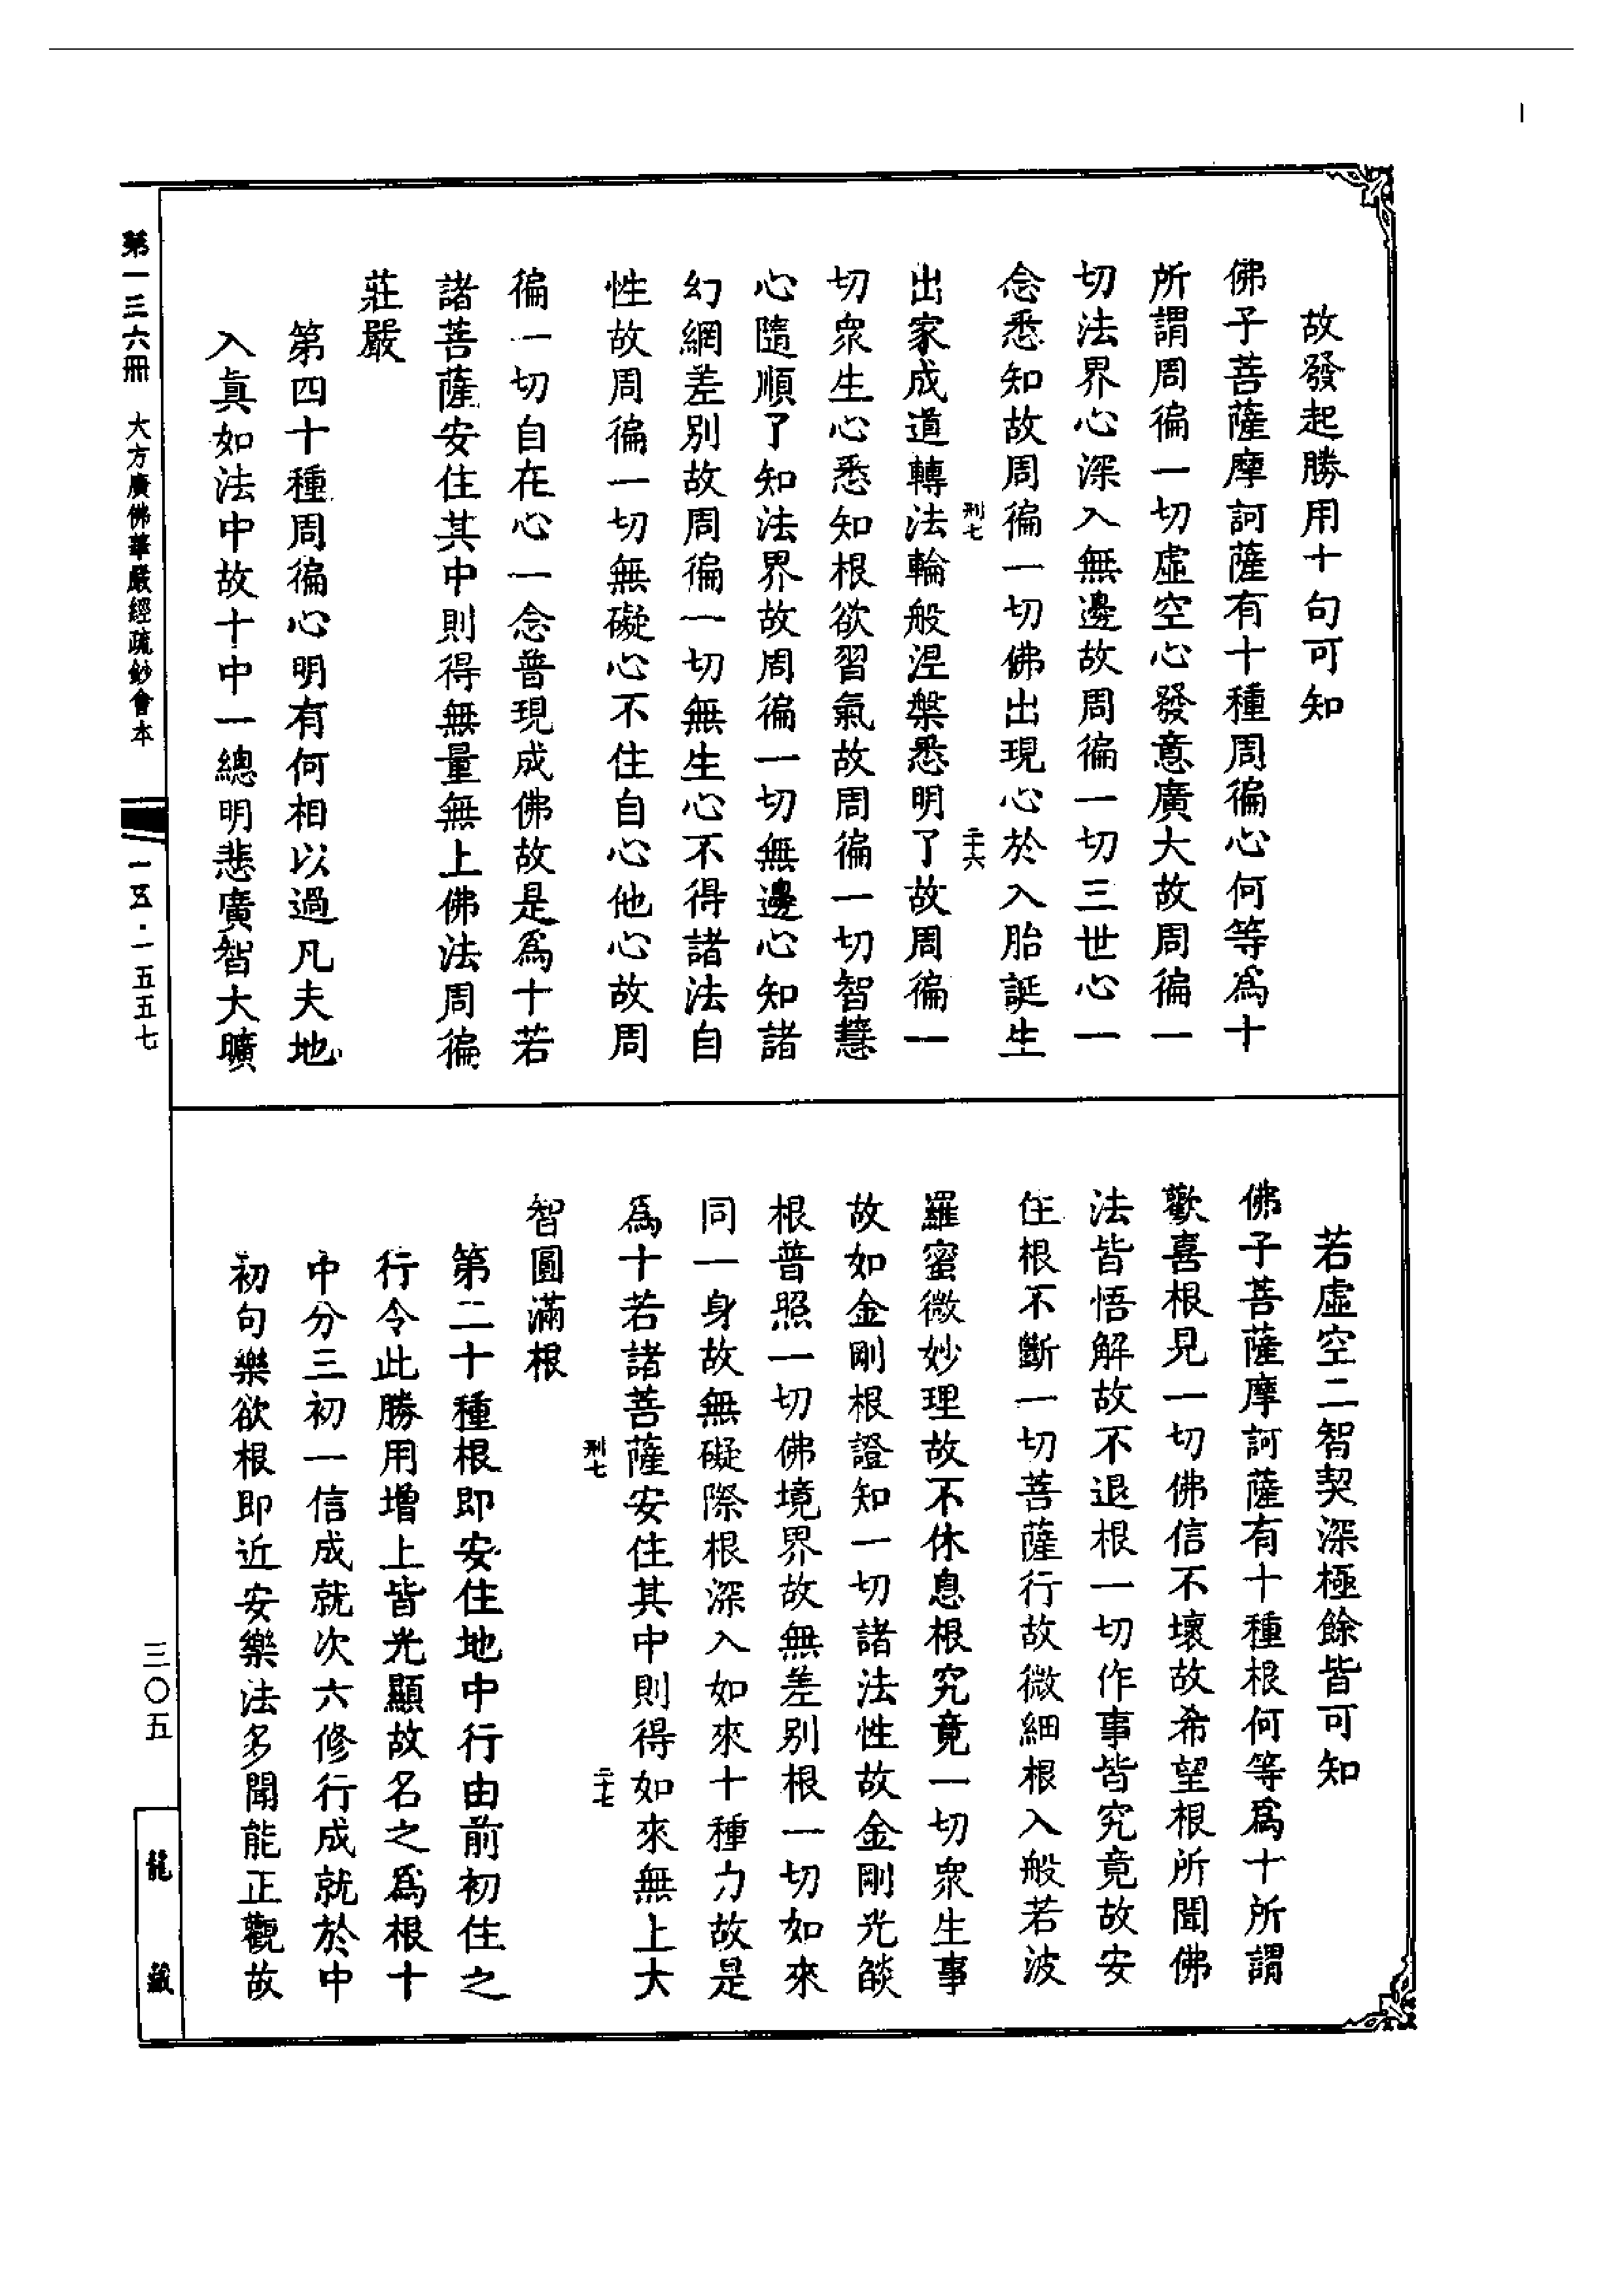 故發起勝用十句可知
佛子菩薩摩訶薩有十種周徧心何等爲十
所謂周徧一切虛空心發意廣大故周徧一
切法界心深入無邊故周徧一切三世心一
念悉知故周徧一切佛出現心於入胎誕生
刑七
二十六
出家成道轉法輪般涅槃悉明了故周徧一
切衆生心悉知根欲習氣故周徧一切智慧
心隨順了知法界故周徧一切無邊心知諸
幻網差別故周徧一切無生心不得諸法自
性故周徧一切無礙心不住自心他心故周
徧一切自在心一念普現成佛故是爲十若
諸菩薩安住其中則得無量無上佛法周徧
莊嚴
第四十種周徧心明有何相以過凡夫地
入真如法中故十中一總明悲廣智大曠
若虛空二智契深極餘皆可知
佛子菩薩摩訶薩有十種根何等爲十所謂
歡喜根見一切佛信不壞故希望根所聞佛
法皆悟解故不退根一切作事皆究竟故安
住根不斷一切菩薩行故微細根入般若波
羅蜜微妙理故不休息根究竟一切衆生事
故如金剛根證知一切諸法性故金剛光燄
根普照一切佛境界故無差別根一切如來
同一身故無礙際根深入如來十種力故是
爲十若諸菩薩安住其中則得如來無上大
刑七
二十七
智圓滿根
第二十種根即安住地中行由前初住之
行令此勝用增上皆光顯故名之爲根十
中分三初一信成就次六修行成就於中
初句樂欲根即近安樂法多聞能正觀故
第一三六冊
大方廣佛華嚴經疏鈔會本
一五·一五五七
三〇五
龍藏